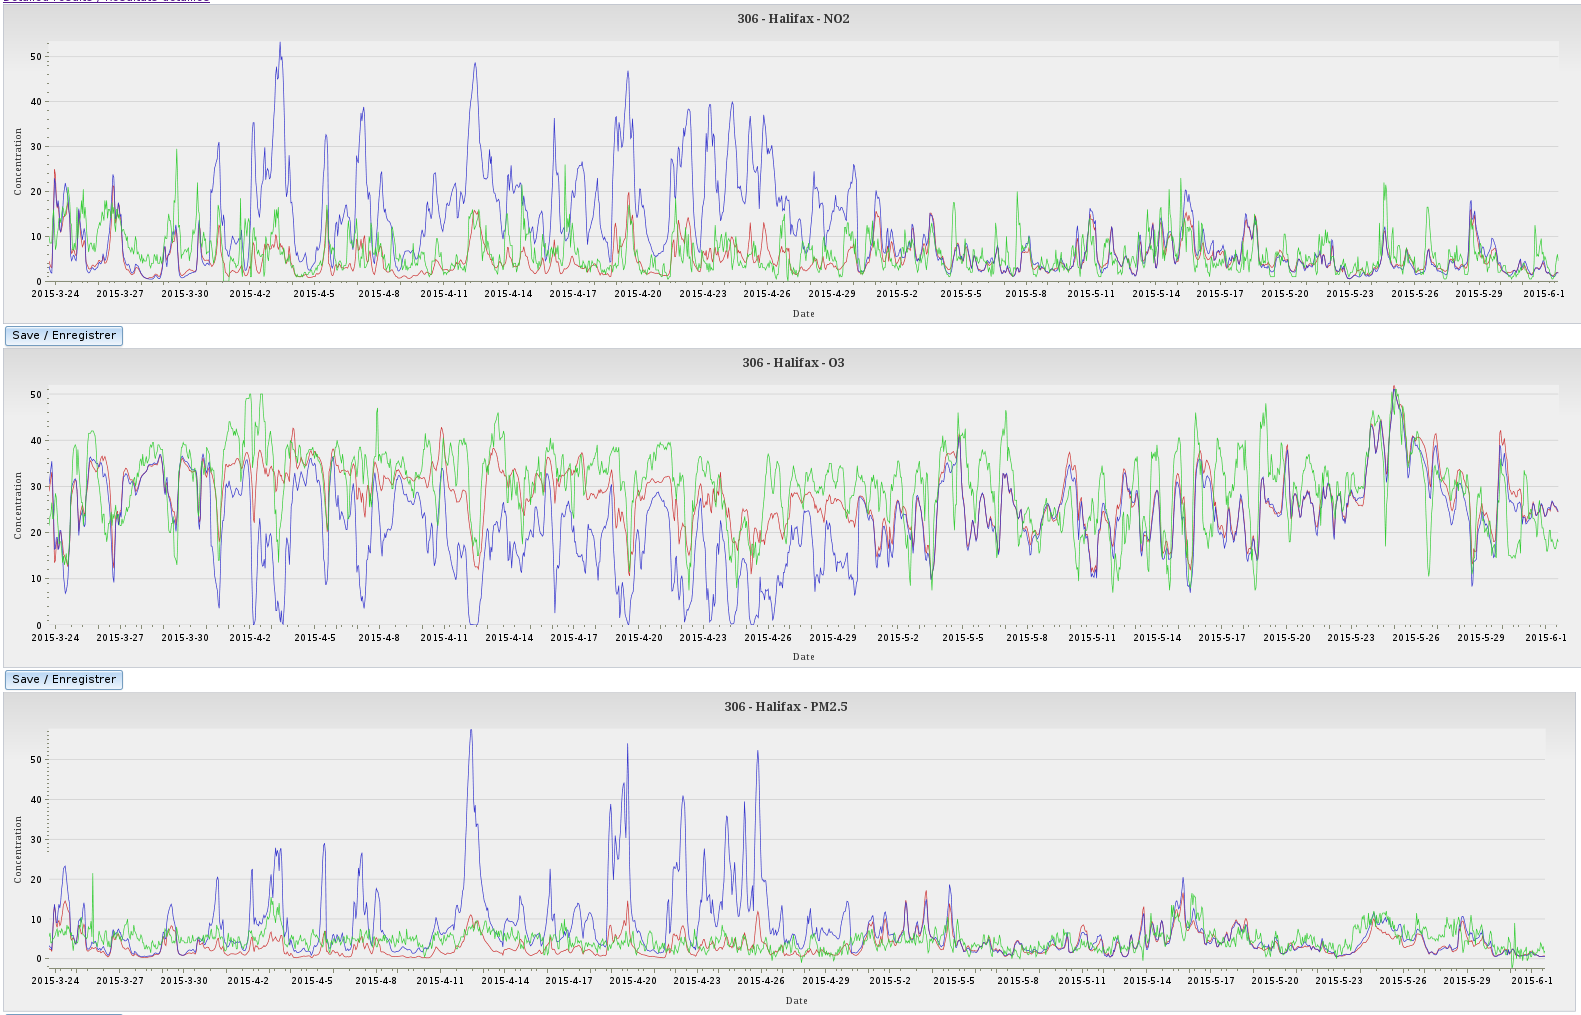 Detailed results / Résultats détaillés
306 - Halifax - NO2
Concentration
50
40
30
20
10
0
2015-3-24 2015-3-27 2015-3-30 2015-4-2 2015-4-5 2015-4-8 2015-4-11 2015-4-14 2015-4-17 2015-4-20 2015-4-23 2015-4-26 2015-4-29 2015-5-2 2015-5-5 2015-5-8 2015-5-11 2015-5-14 2015-5-17 2015-5-20 2015-5-23 2015-5-26 2015-5-29 2015-6-1
Date
Save / Enregistrer
306 - Halifax - O3
Concentration
50
40
30
20
10
0
2015-3-24 2015-3-27 2015-3-30 2015-4-2 2015-4-5 2015-4-8 2015-4-11 2015-4-14 2015-4-17 2015-4-20 2015-4-23 2015-4-26 2015-4-29 2015-5-2 2015-5-5 2015-5-8 2015-5-11 2015-5-14 2015-5-17 2015-5-20 2015-5-23 2015-5-26 2015-5-29 2015-6-1
Date
Save / Enregistrer
306 - Halifax - PM2.5
Concentration
50
40
30
20
10
0
2015-3-24 2015-3-27 2015-3-30 2015-4-2 2015-4-5 2015-4-8 2015-4-11 2015-4-14 2015-4-17 2015-4-20 2015-4-23 2015-4-26 2015-4-29 2015-5-2 2015-5-5 2015-5-8 2015-5-11 2015-5-14 2015-5-17 2015-5-20 2015-5-23 2015-5-26 2015-5-29 2015-6-1
Date